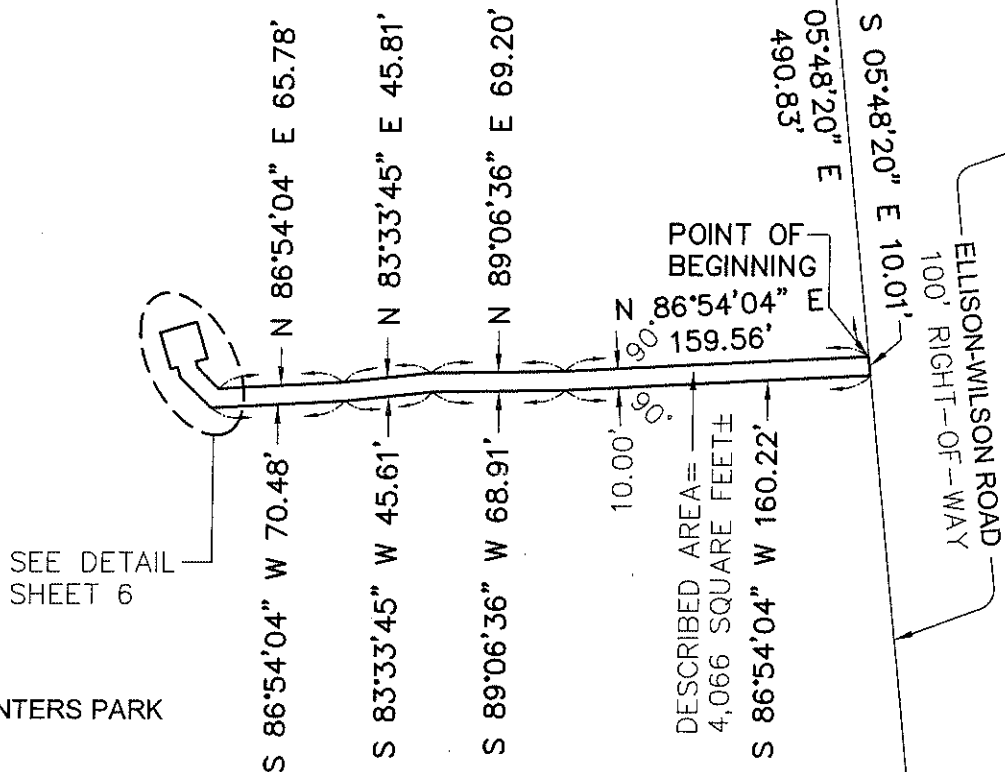 N 86°54'04" E 65.78'
N 83°33'45" E 45.81'
N 89°06'36" E 69.20'
S 05°48'20" E 10.01'
05°48'20" E
490.83'
ELLISON-WILSON ROAD
100' RIGHT-OF-WAY
POINT OF
BEGINNING
N 86°54'04" E
159.56'
90°
90°
10.00'
DESCRIBED AREA=
4,066 SQUARE FEET±
S 86°54'04" W 160.22'
S 89°06'36" W 68.91'
S 83°33'45" W 45.61'
S 86°54'04" W 70.48'
SEE DETAIL
SHEET 6
NTERS PARK